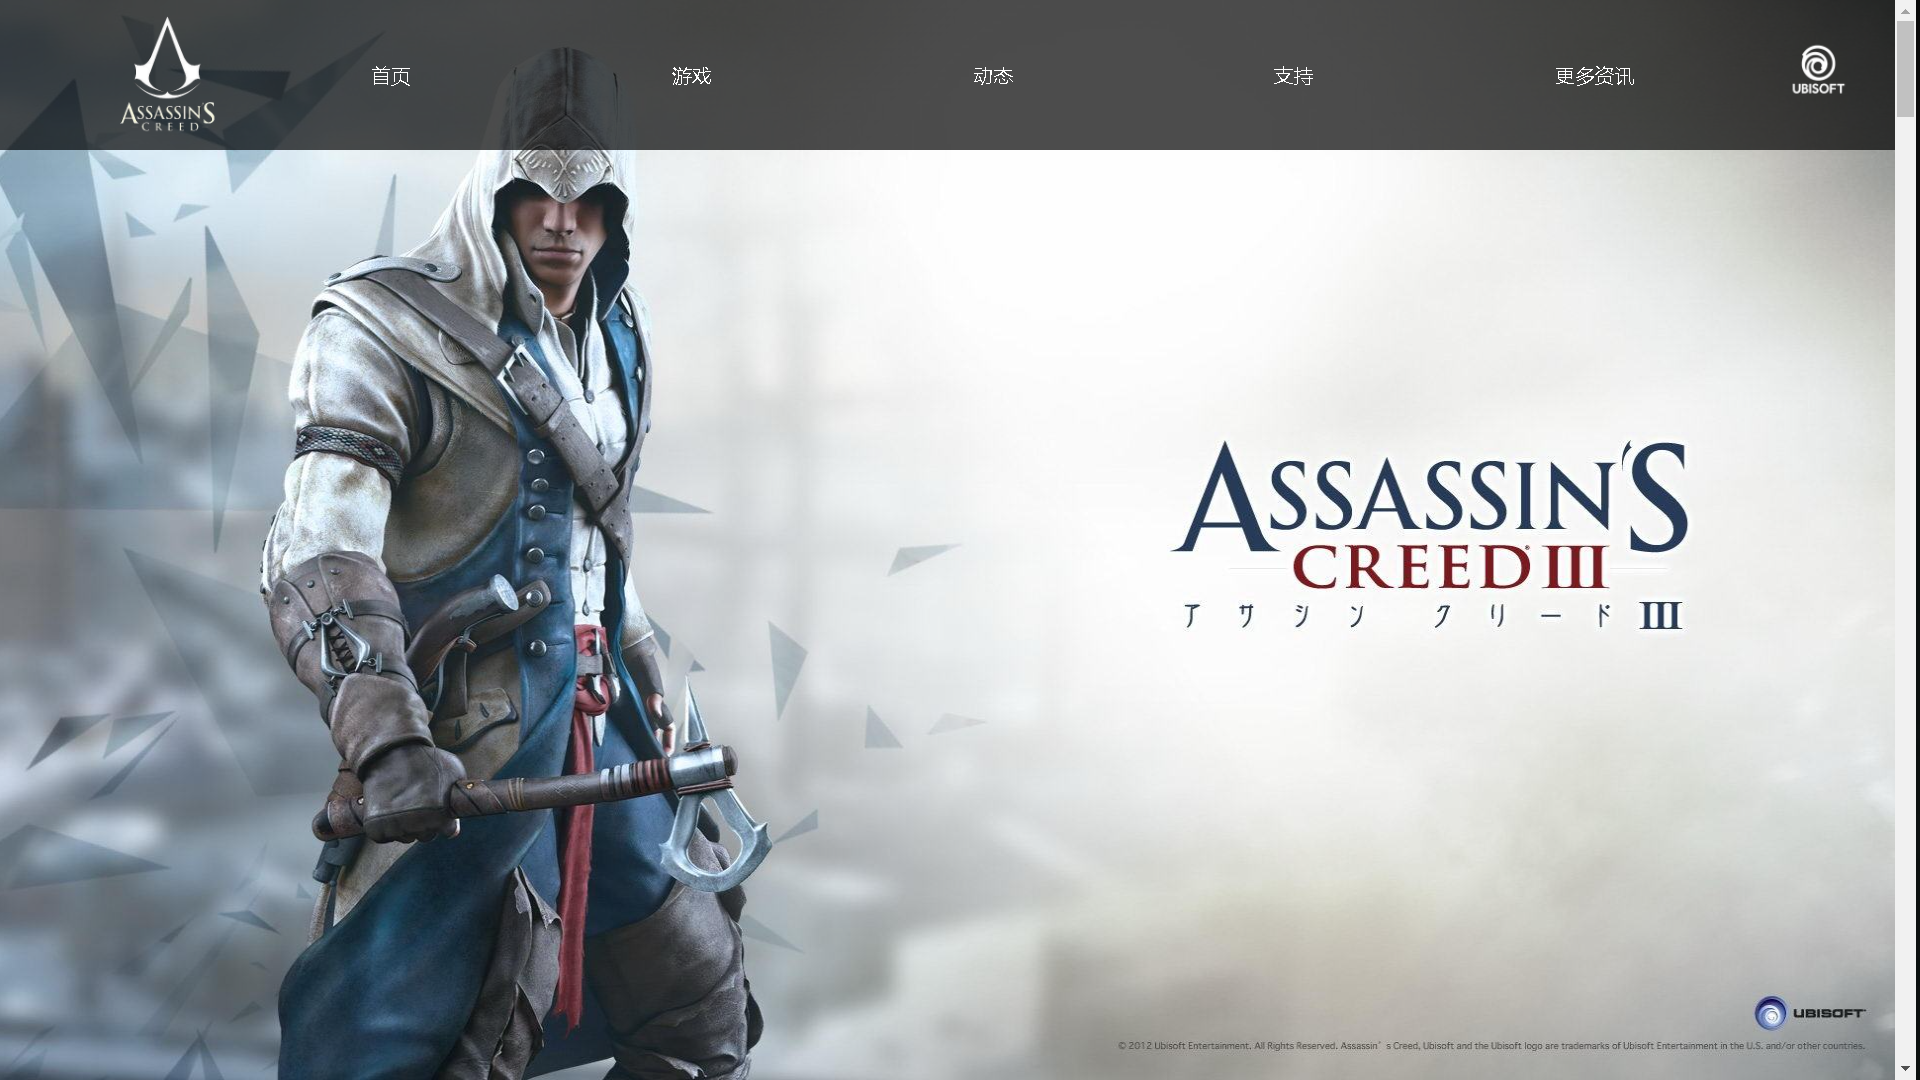 ASSASSIN'S
CREED
首页
游戏
动态
支持
更多资讯
UBISOFT
ASSASSIN'S
CREED® III
アサシン クリード III
UBISOFT™
© 2012 Ubisoft Entertainment. All Rights Reserved. Assassin's Creed, Ubisoft and the Ubisoft logo are trademarks of Ubisoft Entertainment in the U.S. and/or other countries.